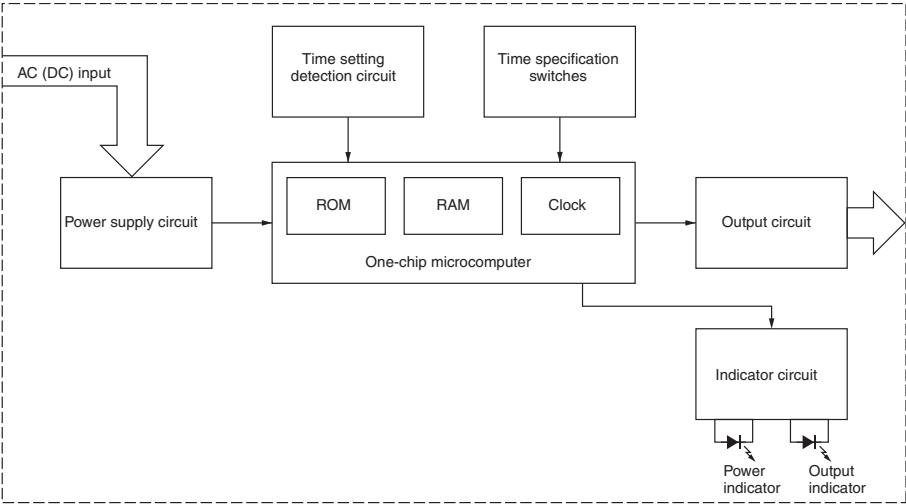 AC (DC) input
Time setting
detection circuit
Time specification
switches
Power supply circuit
ROM
RAM
Clock
One-chip microcomputer
Output circuit
Indicator circuit
Power
indicator
Output
indicator